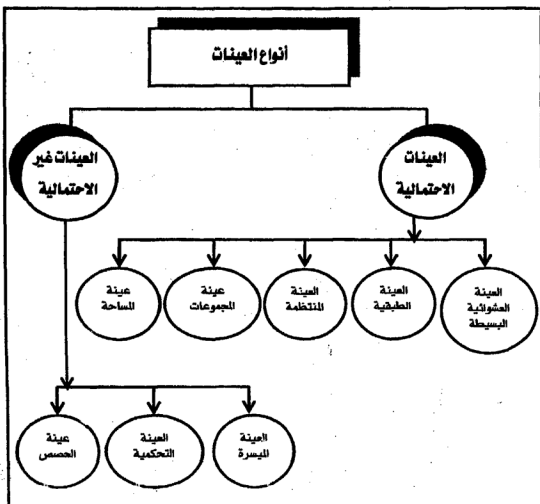 أنواع العينات
العينات
الاحتمالية
العينات غير
الاحتمالية
العينة
العشوائية
البسيطة
العينة
الطبقية
العينة
المنتظمة
عينة
المجموعات
عينة
المساحة
العينة
الميسرة
العينة
التحكمية
عينة
الحصص